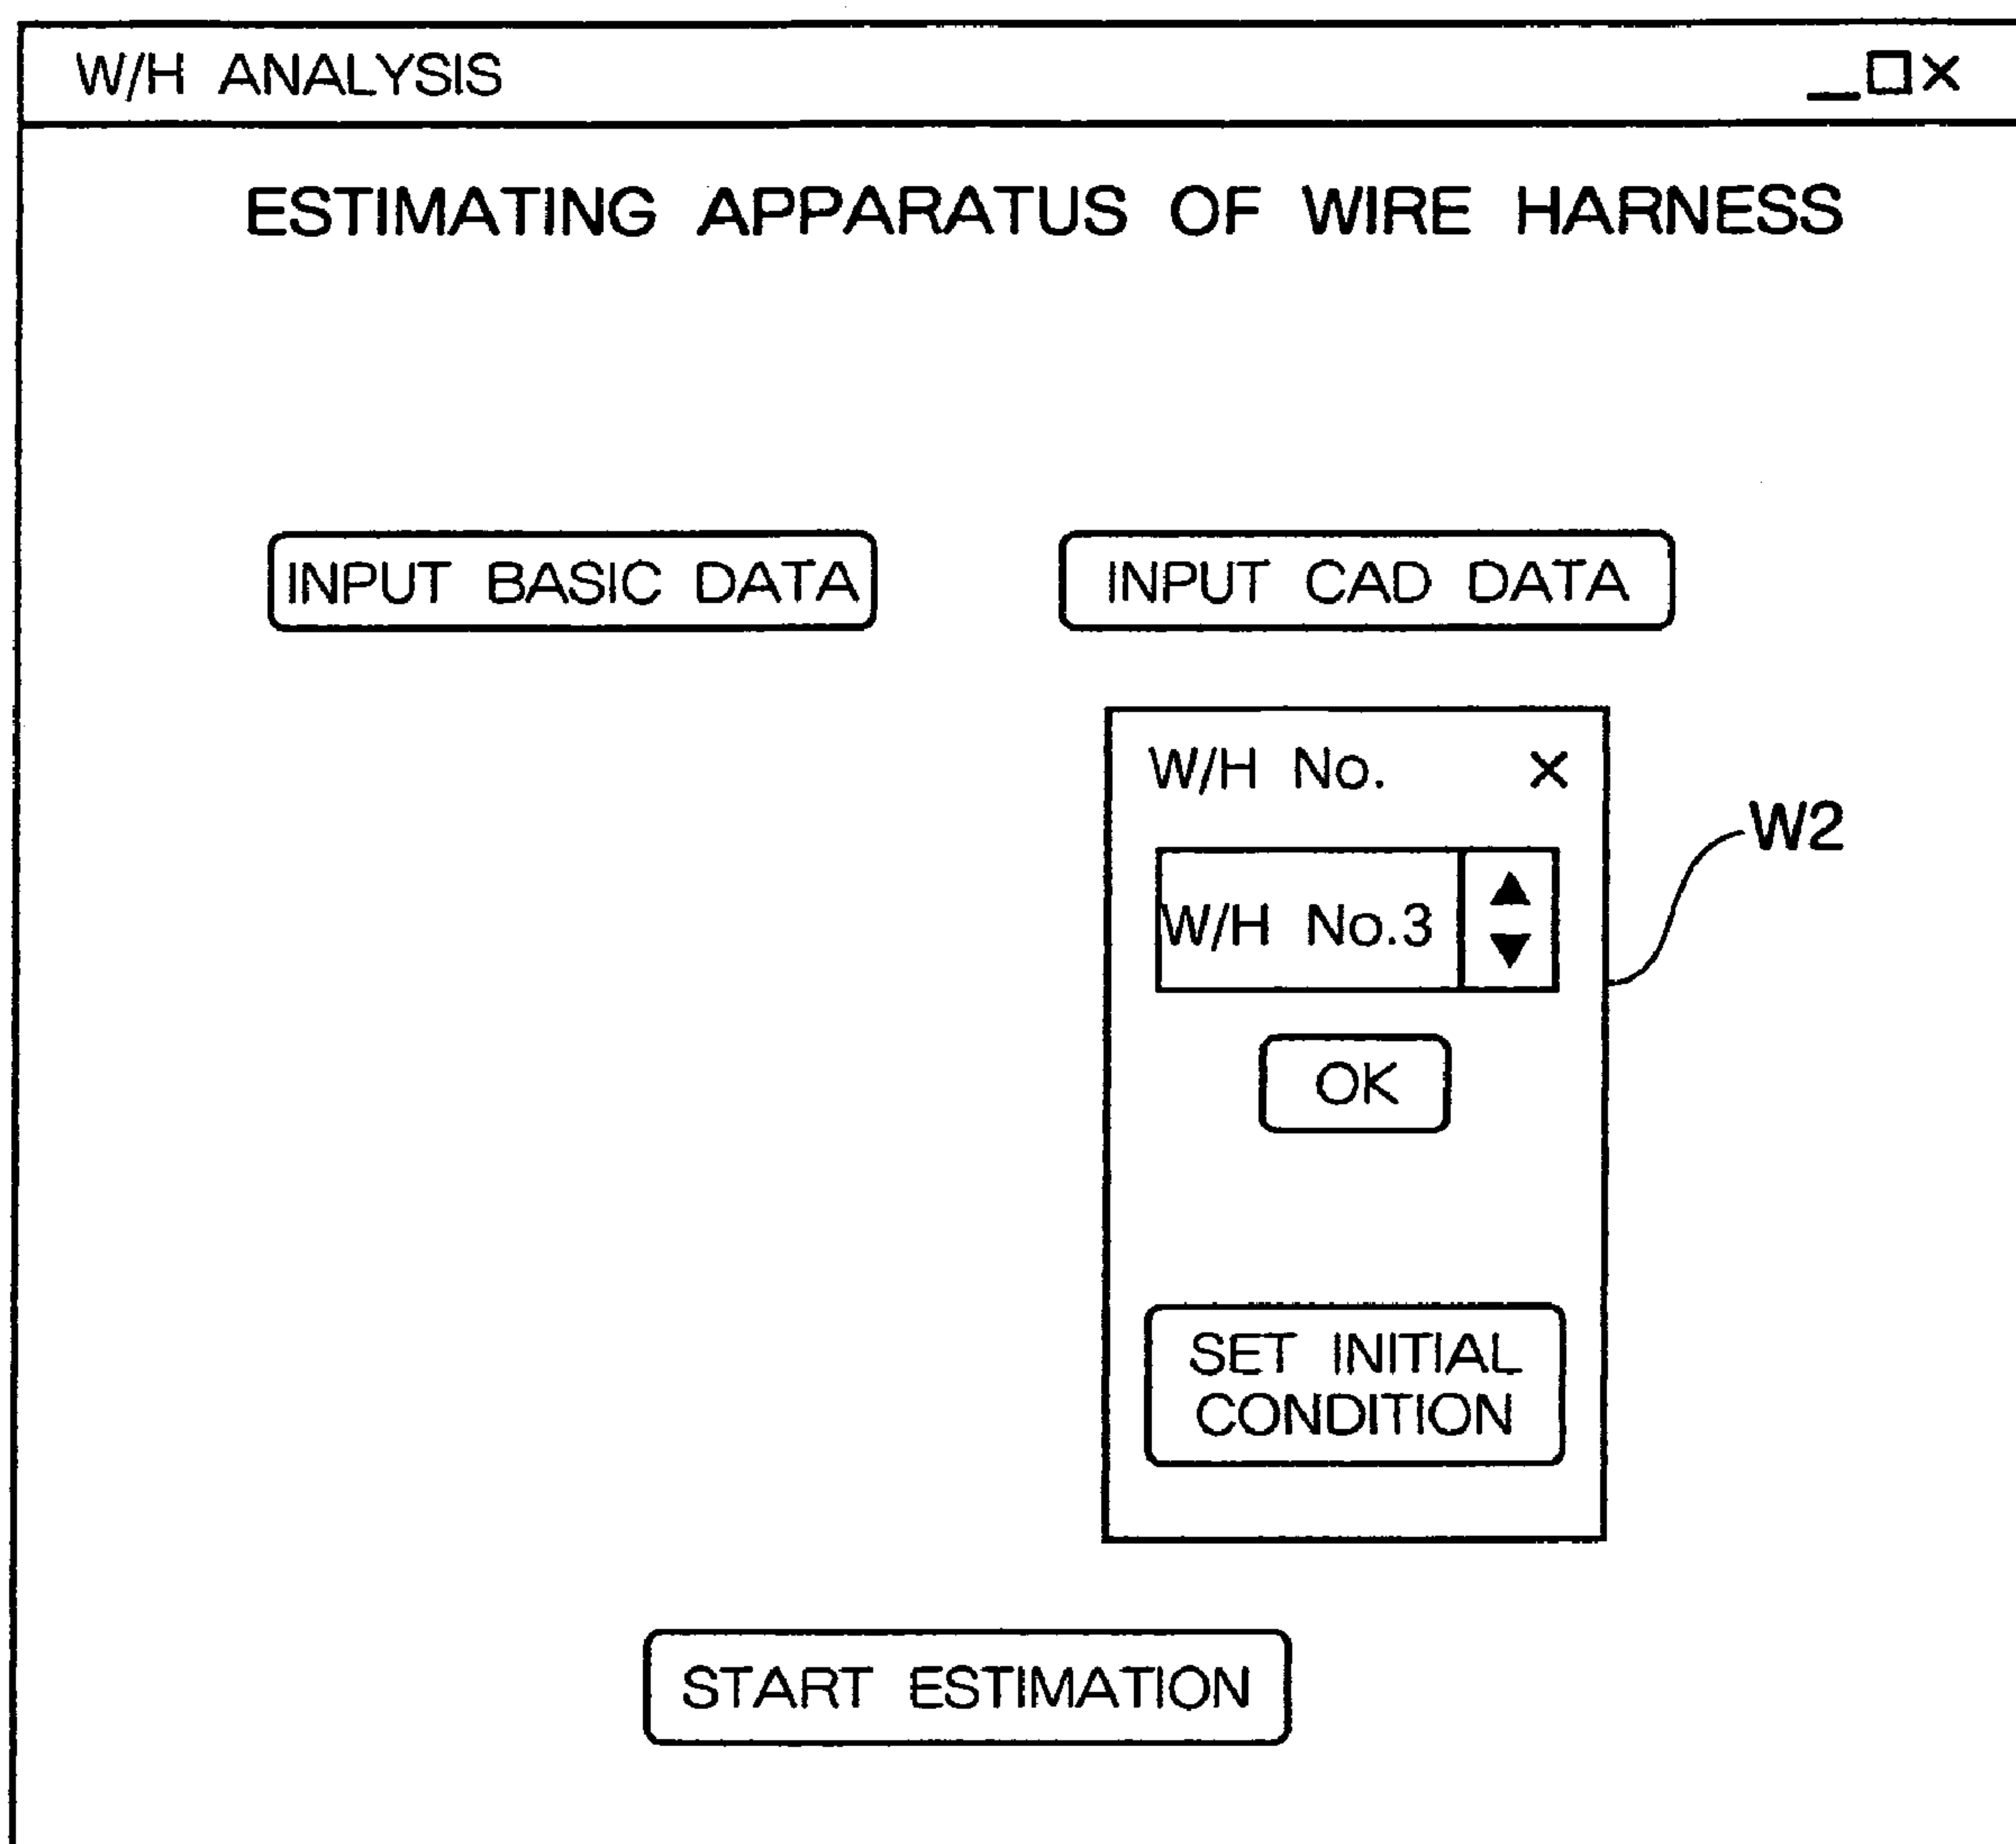 W/H ANALYSIS
ESTIMATING APPARATUS OF WIRE HARNESS
INPUT BASIC DATA
INPUT CAD DATA
W/H No.
W2
W/H No.3
OK
SET INITIAL
CONDITION
START ESTIMATION